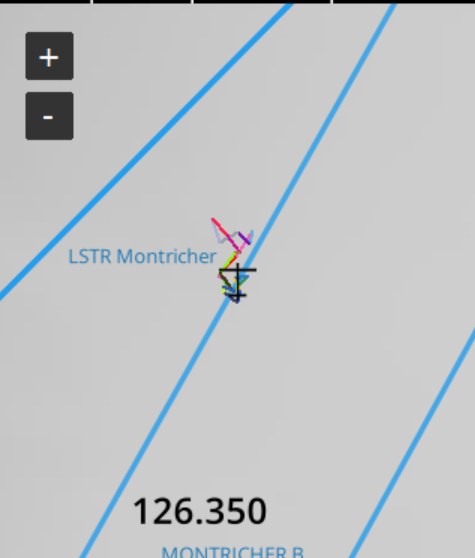 +
-
LSTR Montricher
126.350
MONTRICHER B